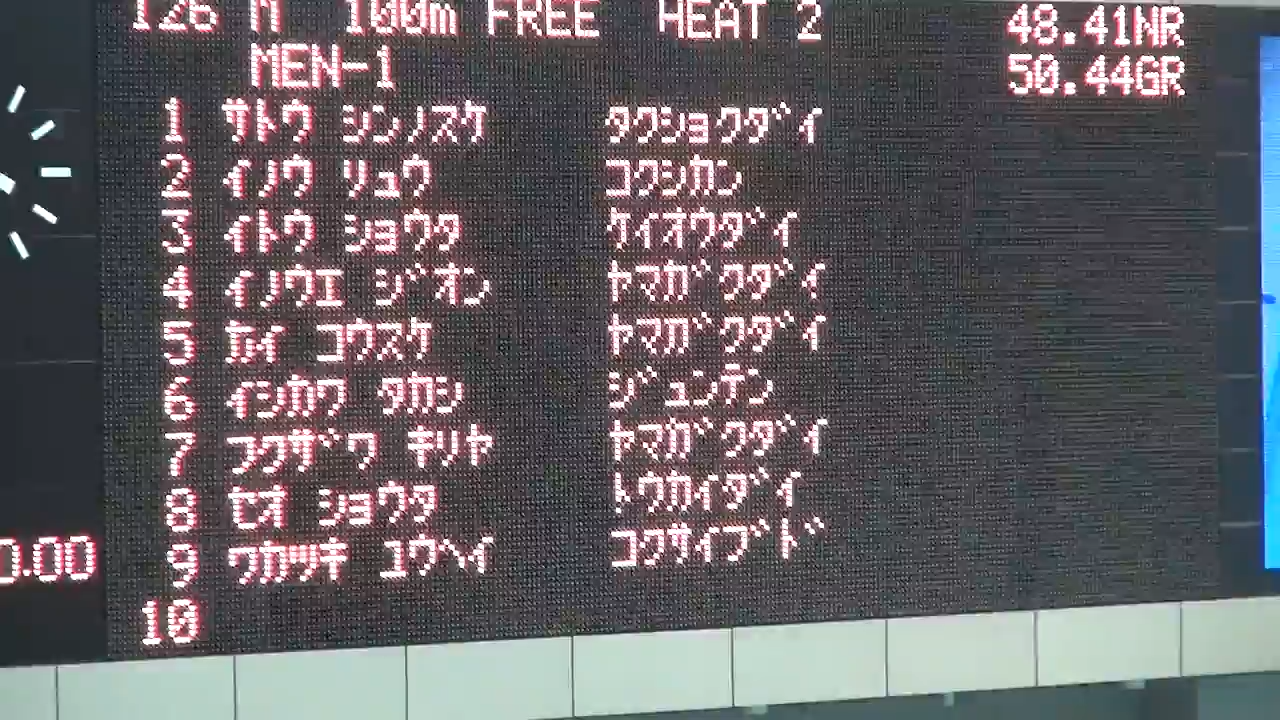 126 M 100m FREE HEAT 2 48.41NR
MEN-1 50.44GR
1 サトウ シンノスケ タクショクダイ
2 イノウ リュウ コクシカン
3 イトウ ショウタ ケイオウダイ
4 イノウエ ジオン ヤマガクダイ
5 カイ コウスケ ヤマガクダイ
6 イシカワ タカシ ジュンテン
7 フクザワ キリヤ ヤマガクダイ
8 セオ ショウタ トウカイダイ
0.00
9 ワカツキ ユウヘイ コクサイブド
10